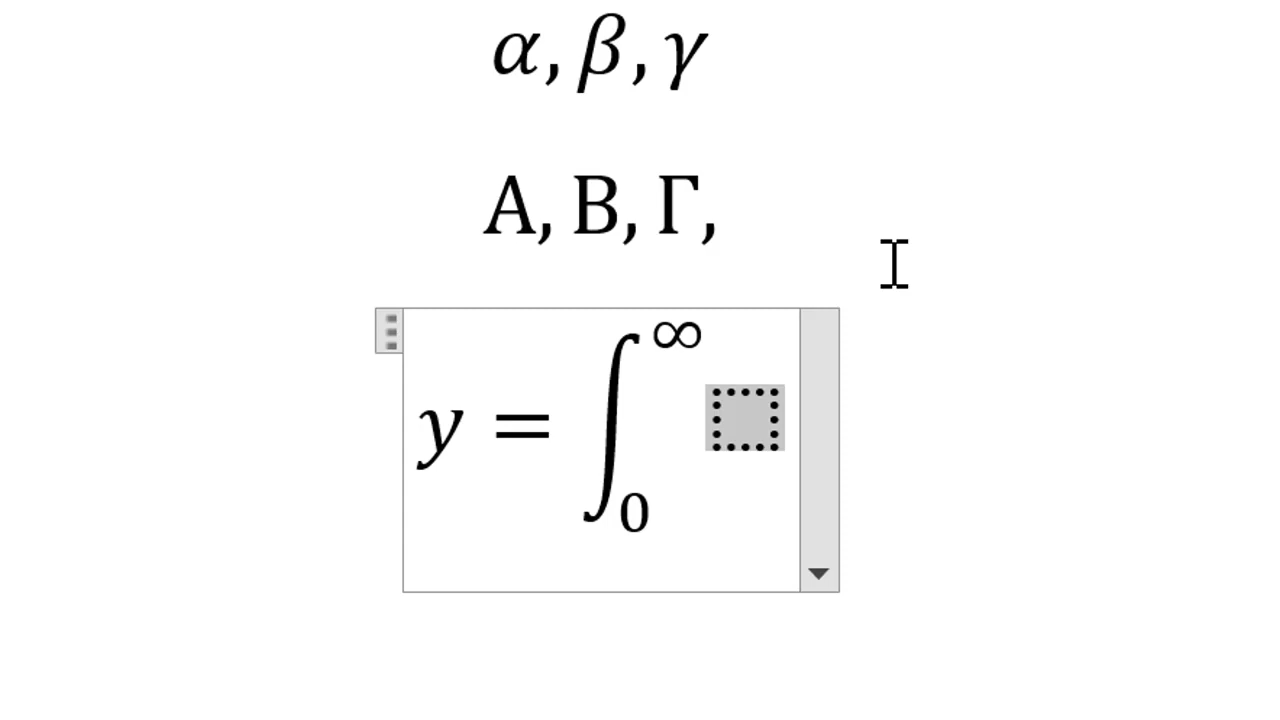 α, β, γ
Α, Β, Γ,
y = ∫₀^∞ ⬚